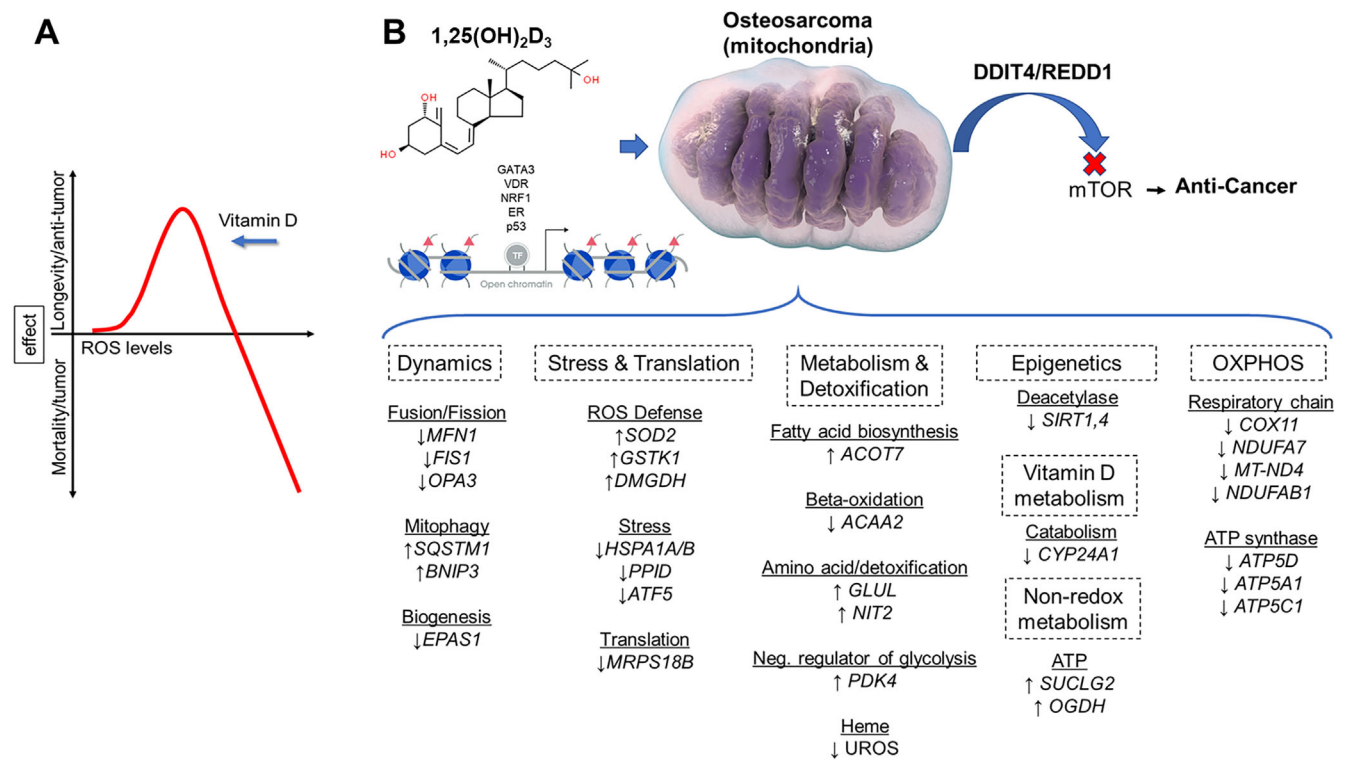 A
Longevity/anti-tumor
Mortality/tumor
effect
ROS levels
Vitamin D
B
1,25(OH)₂D₃
OH
OH
HO
GATA3
VDR
NRF1
ER
p53
TF
Open chromatin
Osteosarcoma
(mitochondria)
DDIT4/REDD1
mTOR → Anti-Cancer
Dynamics
Fusion/Fission
↓MFN1
↓FIS1
↓OPA3
Mitophagy
↑SQSTM1
↑BNIP3
Biogenesis
↓EPAS1
Stress & Translation
ROS Defense
↑SOD2
↑GSTK1
↑DMGDH
Stress
↓HSPA1A/B
↓PPID
↓ATF5
Translation
↓MRPS18B
Metabolism &
Detoxification
Fatty acid biosynthesis
↑ ACOT7
Beta-oxidation
↓ ACAA2
Amino acid/detoxification
↑ GLUL
↑ NIT2
Neg. regulator of glycolysis
↑ PDK4
Heme
↓ UROS
Epigenetics
Deacetylase
↓ SIRT1,4
Vitamin D
metabolism
Catabolism
↓ CYP24A1
Non-redox
metabolism
ATP
↑ SUCLG2
↑ OGDH
OXPHOS
Respiratory chain
↓ COX11
↓ NDUFA7
↓ MT-ND4
↓ NDUFAB1
ATP synthase
↓ ATP5D
↓ ATP5A1
↓ ATP5C1